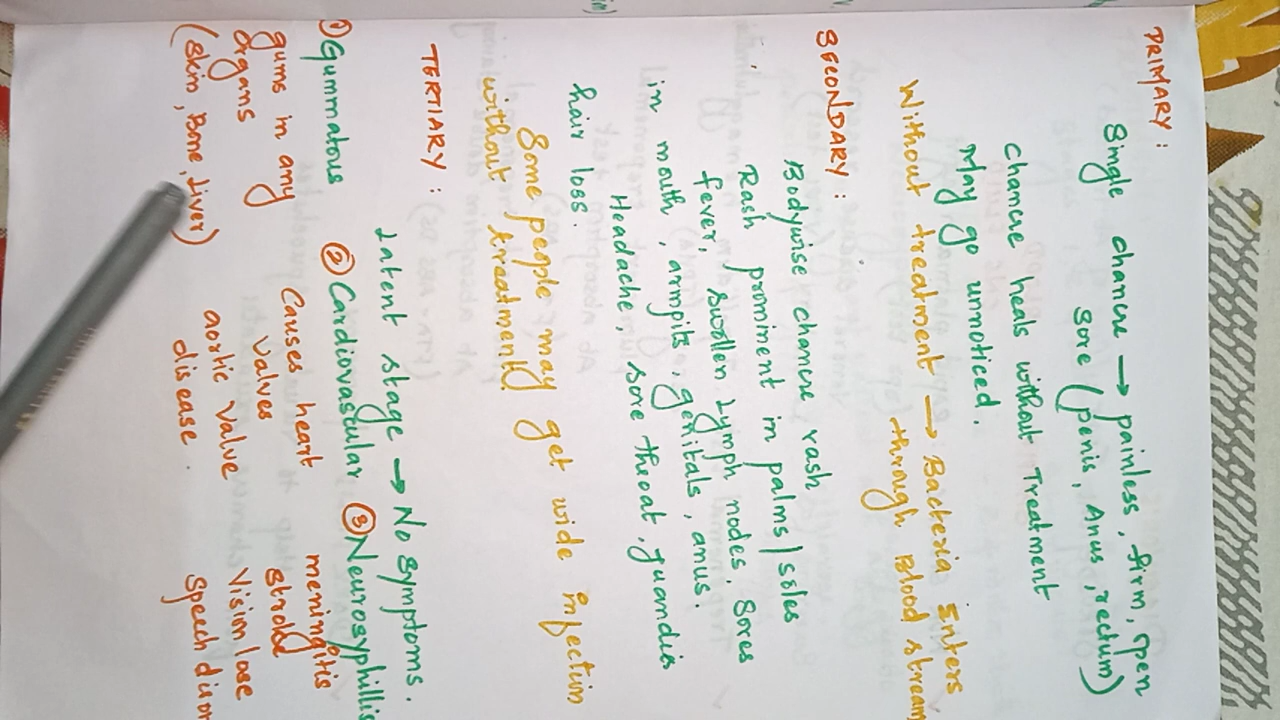 PRIMARY :
Single chancre → painless, firm, open
sore (penis, Anus, rectum)
Chancre heals without Treatment
May go unnoticed.
Without treatment → Bacteria Enters
through Blood stream
SECONDARY :
Bodywise chancre rash
Rash prominent in palms/soles
fever, swollen Lymph nodes. Sores
in mouth, armpits, genitals, anus.
Headache, sore throat, jaundis
hair loss.
Some people may get wide infection
without treatment
TERTIARY :
Latent stage → No symptoms.
① Gummatous
gums in any
organs
(Skin, Bone, Liver)
② Cardiovascular
Causes heart
valves
aortic valve
disease.
③ Neurosyphillis
meningitis
stroke
Vision lose
Speech